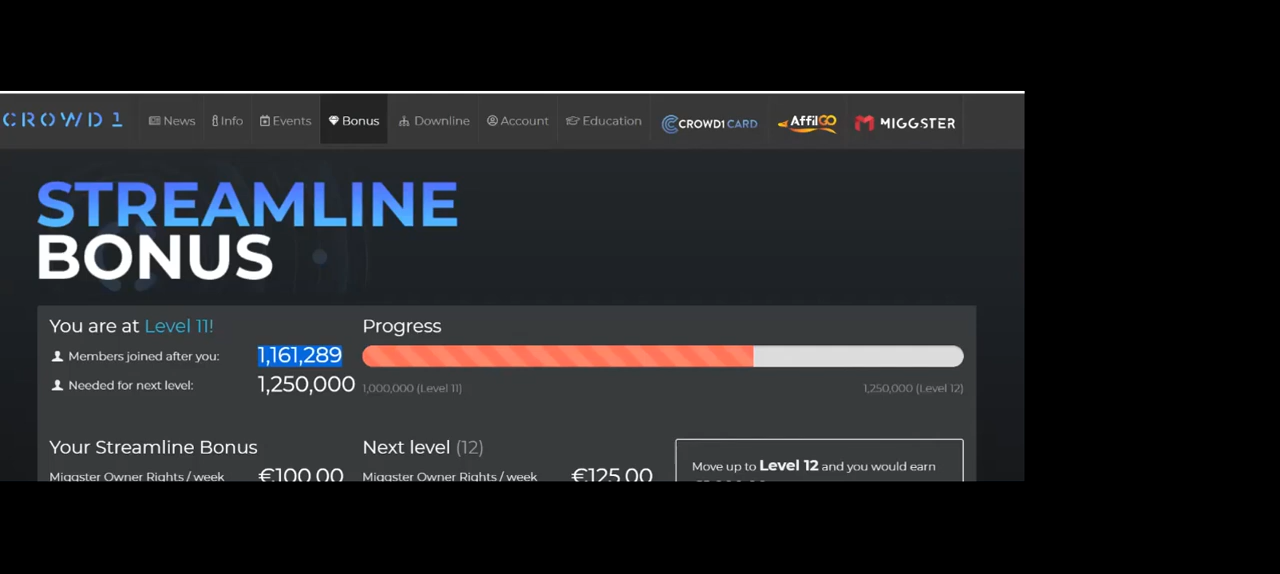 CROWD1 News Info Events Bonus Downline Account Education CROWD1 CARD AffilGO MIGGSTER
STREAMLINE
BONUS
You are at Level 11!
Progress
Members joined after you: 1,161,289
Needed for next level: 1,250,000
1,000,000 (Level 11) 1,250,000 (Level 12)
Your Streamline Bonus
Next level (12)
Miggster Owner Rights / week €100.00
Miggster Owner Rights / week €125.00
Move up to Level 12 and you would earn